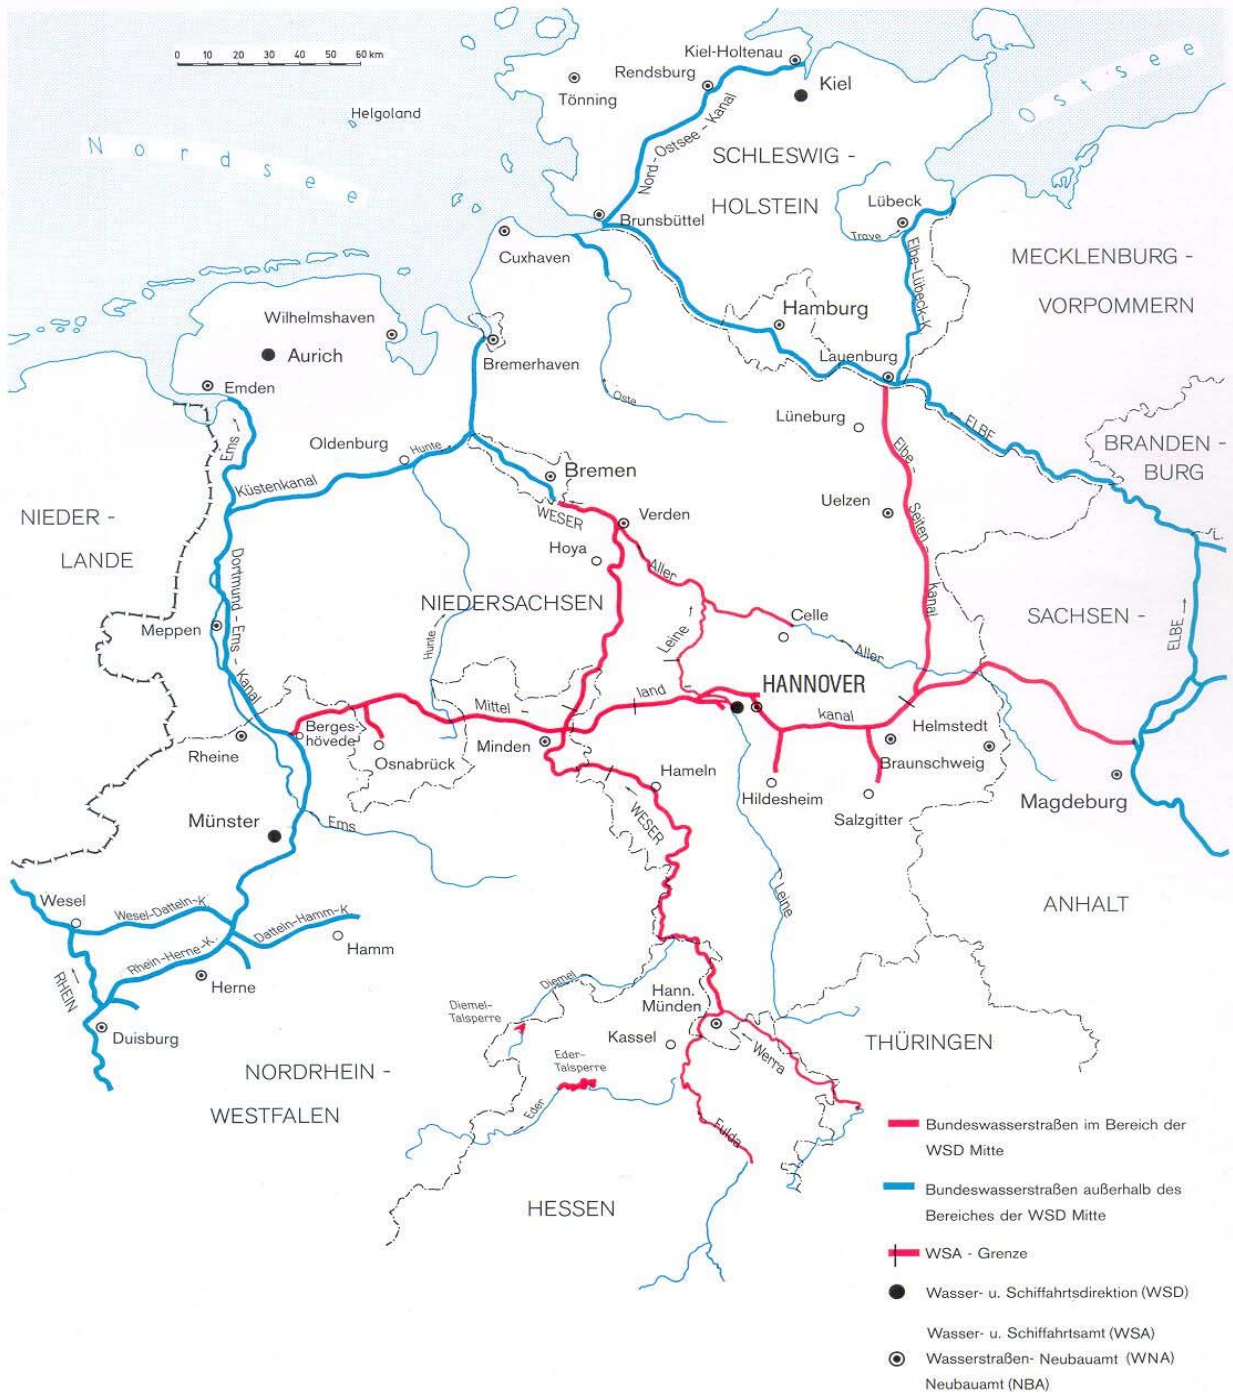 0 10 20 30 40 50 60 km
Nordsee
Ostsee
Helgoland
Tönning
Kiel-Holtenau
Rendsburg
Kiel
Nord-Ostsee-Kanal
SCHLESWIG -
HOLSTEIN
Brunsbüttel
Lübeck
Trave
Elbe-Lübeck-K.
MECKLENBURG -
VORPOMMERN
Cuxhaven
Wilhelmshaven
Aurich
Bremerhaven
Hamburg
Lauenburg
Emden
Oste
Lüneburg
ELBE
BRANDEN -
BURG
Ems
Oldenburg
Hunte
Küstenkanal
Bremen
WESER
Verden
Hoya
Uelzen
Elbe-
Seiten-
kanal
NIEDER -
LANDE
Dortmund-Ems-Kanal
Aller
NIEDERSACHSEN
Celle
Meppen
Hunte
Leine
Aller
SACHSEN -
ELBE
HANNOVER
Mittel -
land
kanal
Helmstedt
Berges-
hövede
Rheine
Osnabrück
Minden
Braunschweig
Hameln
Hildesheim
Salzgitter
Magdeburg
Münster
Ems
WESER
Leine
ANHALT
Wesel
Wesel-Datteln-K.
Datteln-Hamm-K.
Hamm
Rhein-Herne-K.
RHEIN
Herne
Duisburg
Diemel
Diemel-
Talsperre
Hann.
Münden
Kassel
Eder-
Talsperre
Eder
Werra
Fulda
THÜRINGEN
NORDRHEIN -
WESTFALEN
HESSEN
Bundeswasserstraßen im Bereich der
WSD Mitte
Bundeswasserstraßen außerhalb des
Bereiches der WSD Mitte
WSA - Grenze
Wasser- u. Schiffahrtsdirektion (WSD)
Wasser- u. Schiffahrtsamt (WSA)
Wasserstraßen- Neubauamt (WNA)
Neubauamt (NBA)